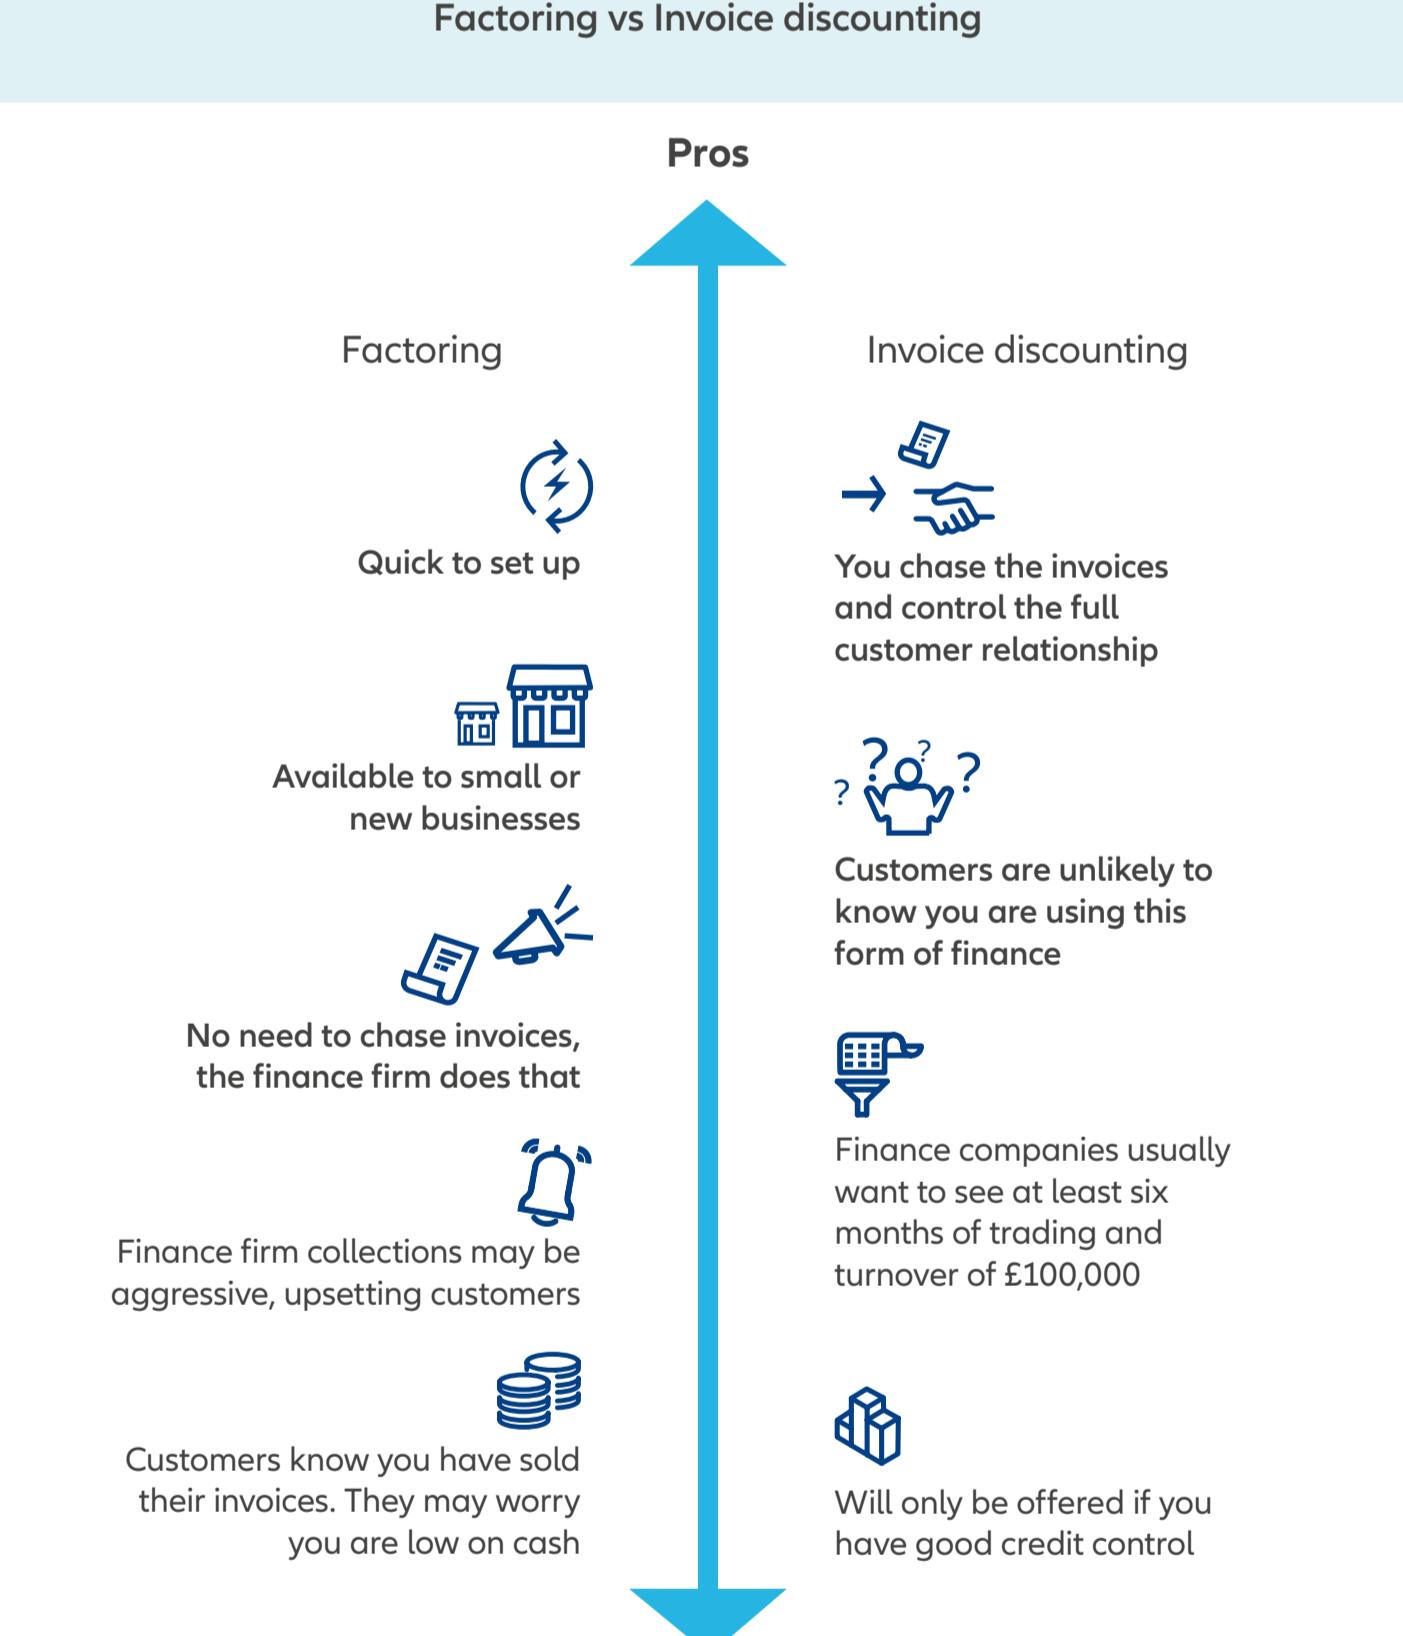 Factoring vs Invoice discounting
Pros
Factoring
Quick to set up
Available to small or
new businesses
No need to chase invoices,
the finance firm does that
Finance firm collections may be
aggressive, upsetting customers
Customers know you have sold
their invoices. They may worry
you are low on cash
Invoice discounting
You chase the invoices
and control the full
customer relationship
? ? ? ?
Customers are unlikely to
know you are using this
form of finance
Finance companies usually
want to see at least six
months of trading and
turnover of £100,000
Will only be offered if you
have good credit control